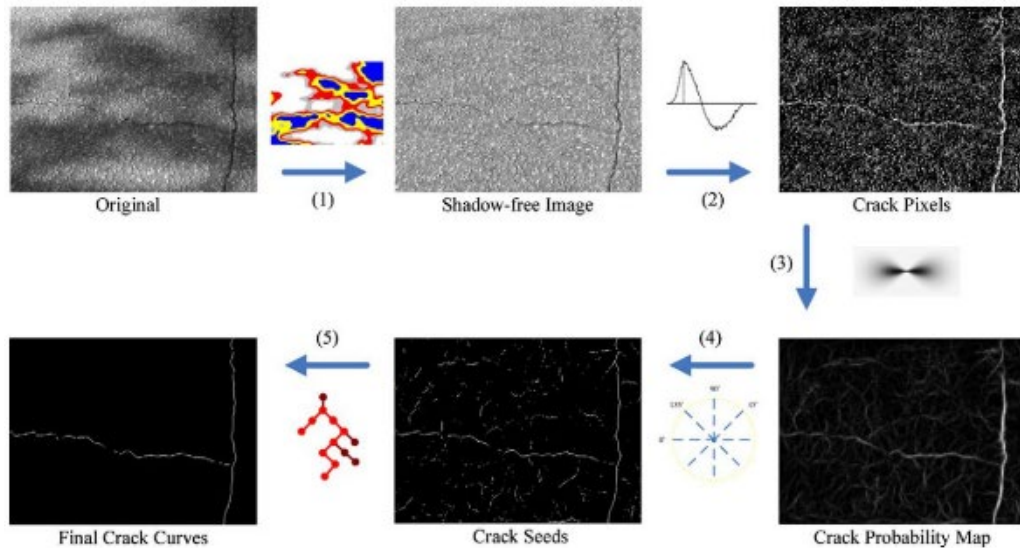 Original
(1)
Shadow-free Image
(2)
Crack Pixels
(3)
(5)
(4)
90°
0°
Final Crack Curves
Crack Seeds
Crack Probability Map